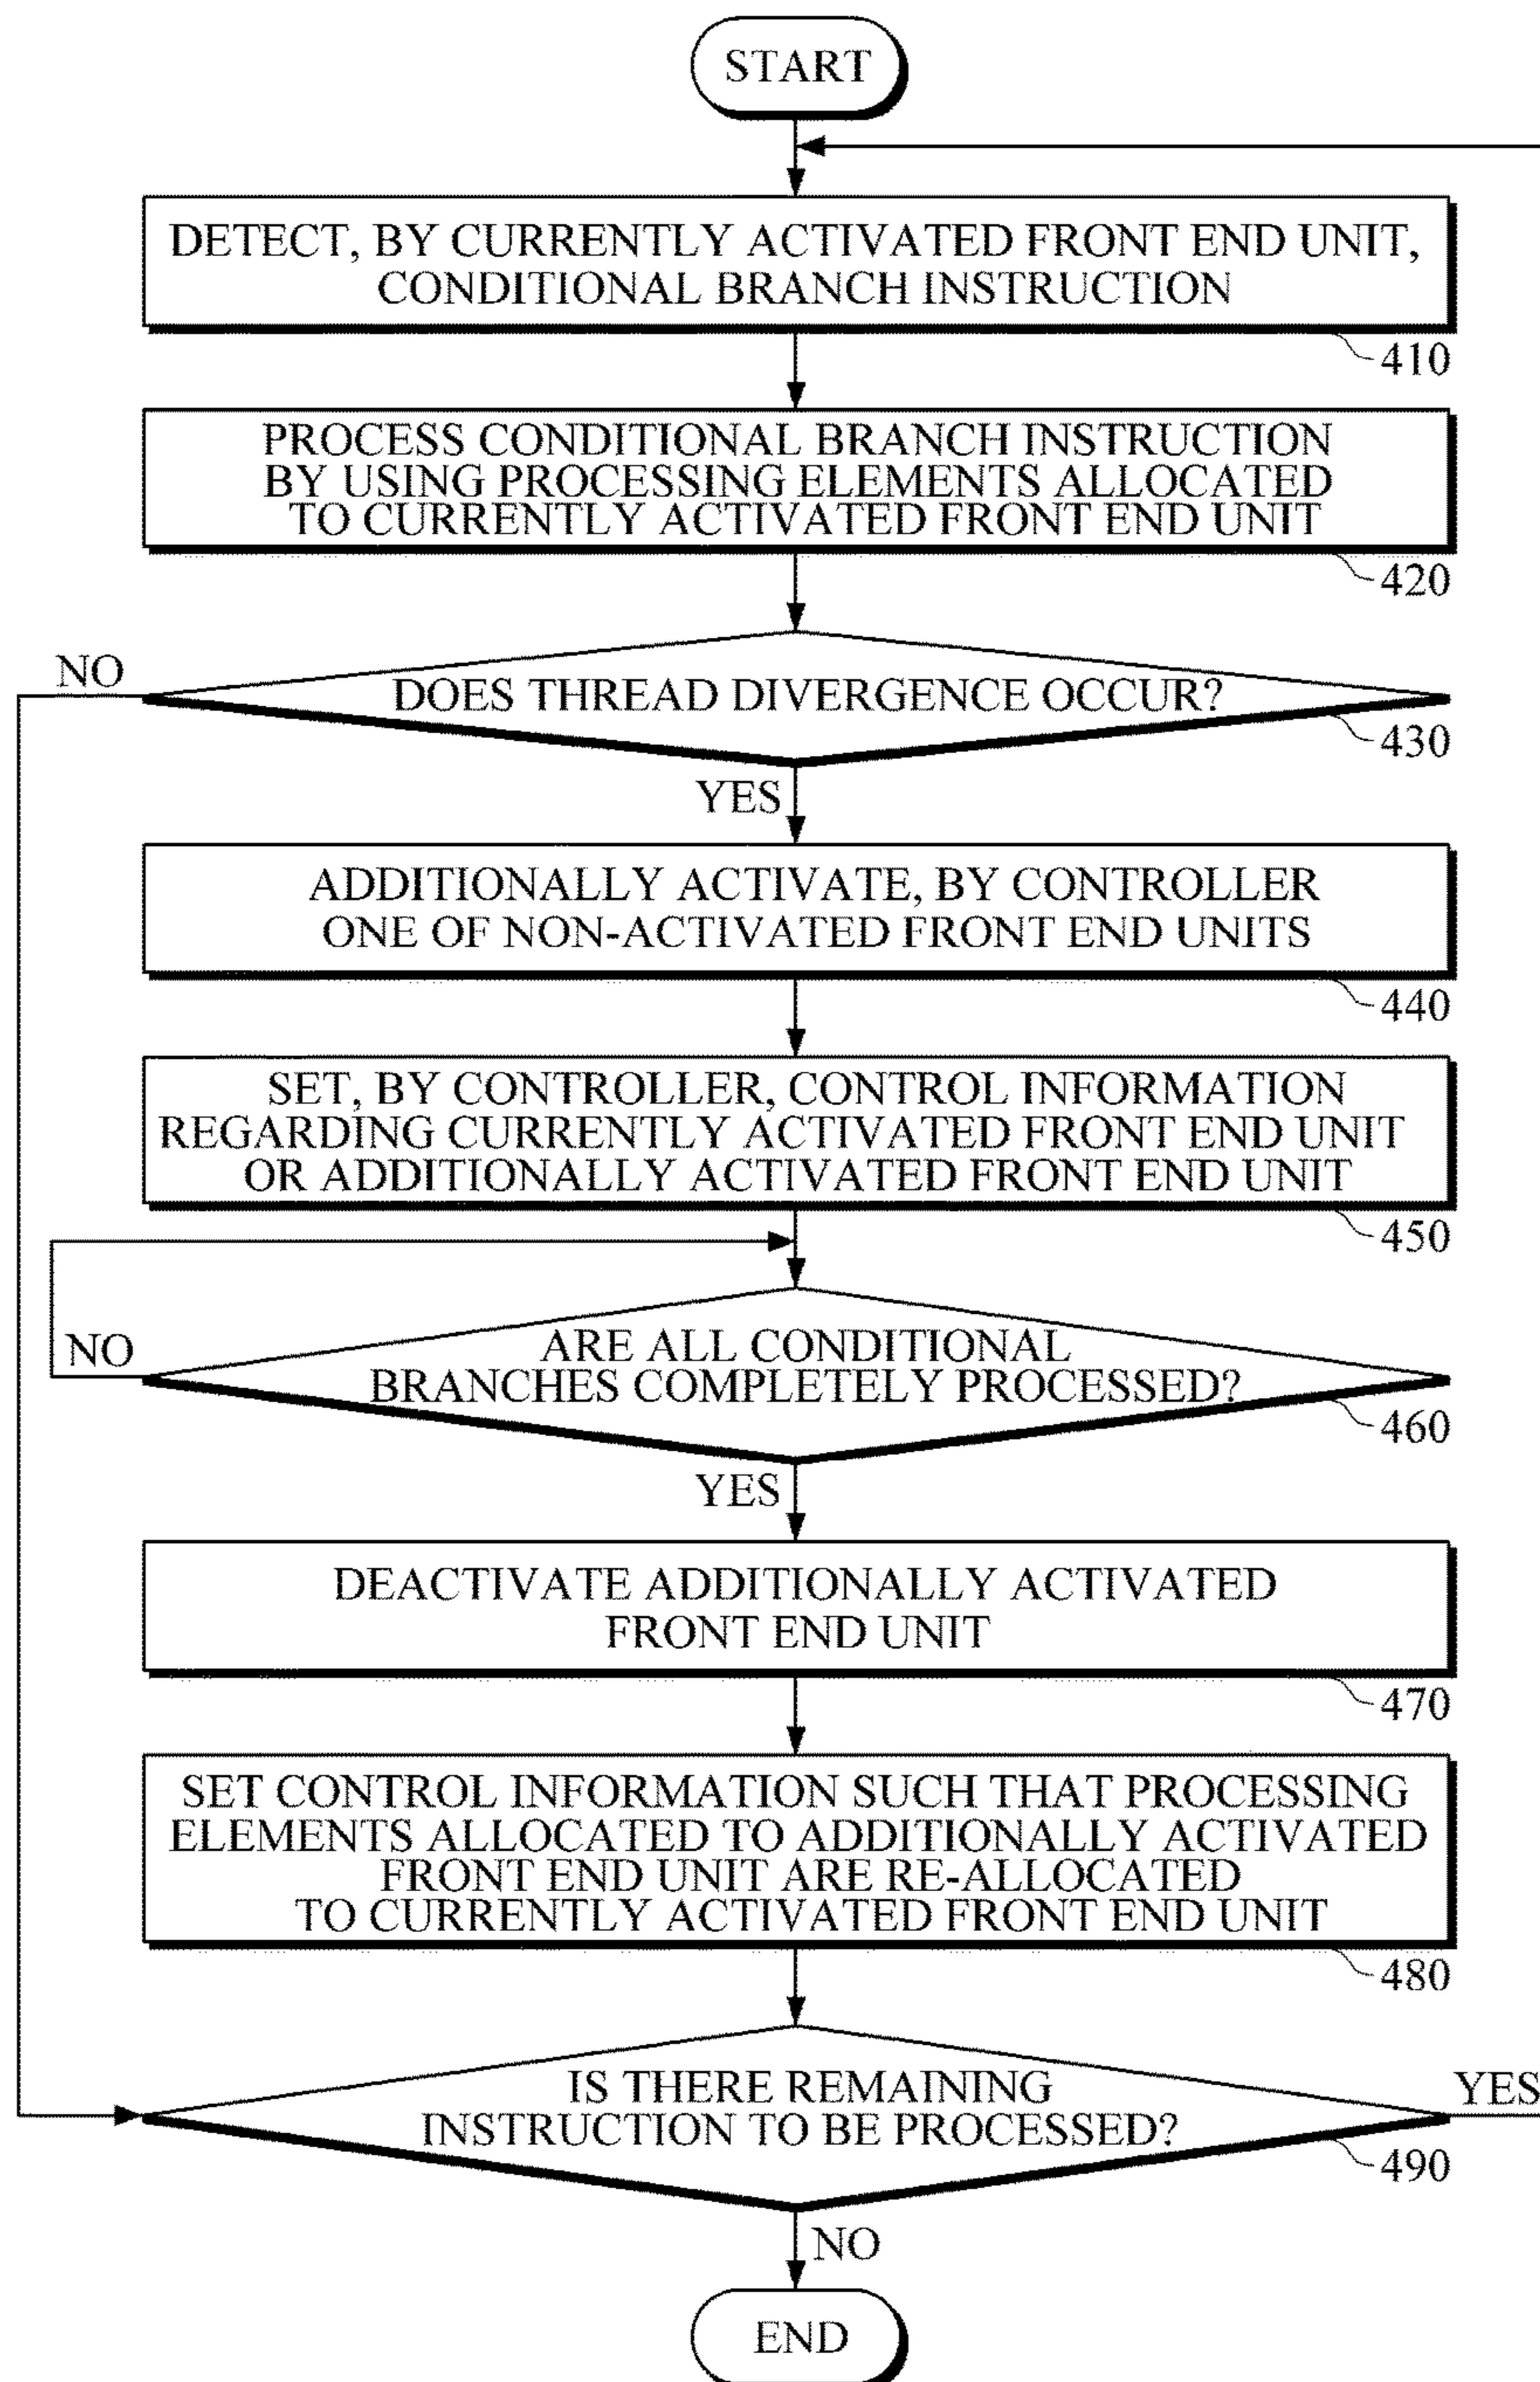 START
DETECT, BY CURRENTLY ACTIVATED FRONT END UNIT,
CONDITIONAL BRANCH INSTRUCTION
410
PROCESS CONDITIONAL BRANCH INSTRUCTION
BY USING PROCESSING ELEMENTS ALLOCATED
TO CURRENTLY ACTIVATED FRONT END UNIT
420
NO
DOES THREAD DIVERGENCE OCCUR?
430
YES
ADDITIONALLY ACTIVATE, BY CONTROLLER
ONE OF NON-ACTIVATED FRONT END UNITS
440
SET, BY CONTROLLER, CONTROL INFORMATION
REGARDING CURRENTLY ACTIVATED FRONT END UNIT
OR ADDITIONALLY ACTIVATED FRONT END UNIT
450
NO
ARE ALL CONDITIONAL
BRANCHES COMPLETELY PROCESSED?
460
YES
DEACTIVATE ADDITIONALLY ACTIVATED
FRONT END UNIT
470
SET CONTROL INFORMATION SUCH THAT PROCESSING
ELEMENTS ALLOCATED TO ADDITIONALLY ACTIVATED
FRONT END UNIT ARE RE-ALLOCATED
TO CURRENTLY ACTIVATED FRONT END UNIT
480
IS THERE REMAINING
INSTRUCTION TO BE PROCESSED?
YES
490
NO
END